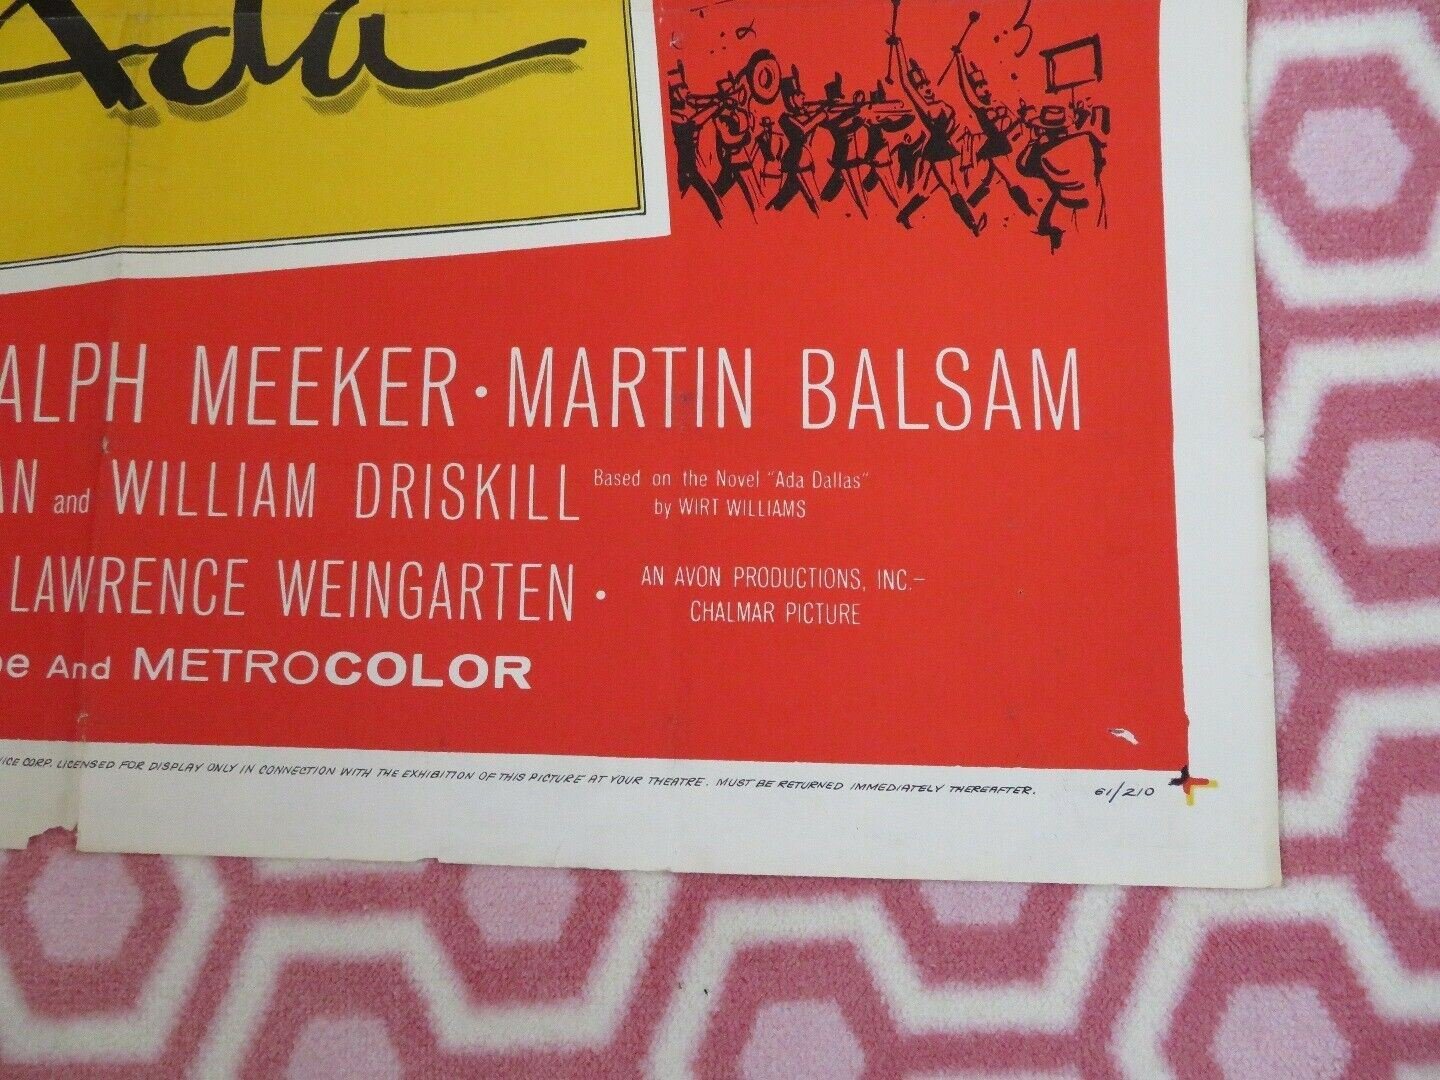 Ada
ALPH MEEKER • MARTIN BALSAM
AN and WILLIAM DRISKILL
Based on the Novel "Ada Dallas"
by WIRT WILLIAMS
LAWRENCE WEINGARTEN •
AN AVON PRODUCTIONS, INC.–
CHALMAR PICTURE
pe And METROCOLOR
ICE CORP. LICENSED FOR DISPLAY ONLY IN CONNECTION WITH THE EXHIBITION OF THIS PICTURE AT YOUR THEATRE. MUST BE RETURNED IMMEDIATELY THEREAFTER. 61/210